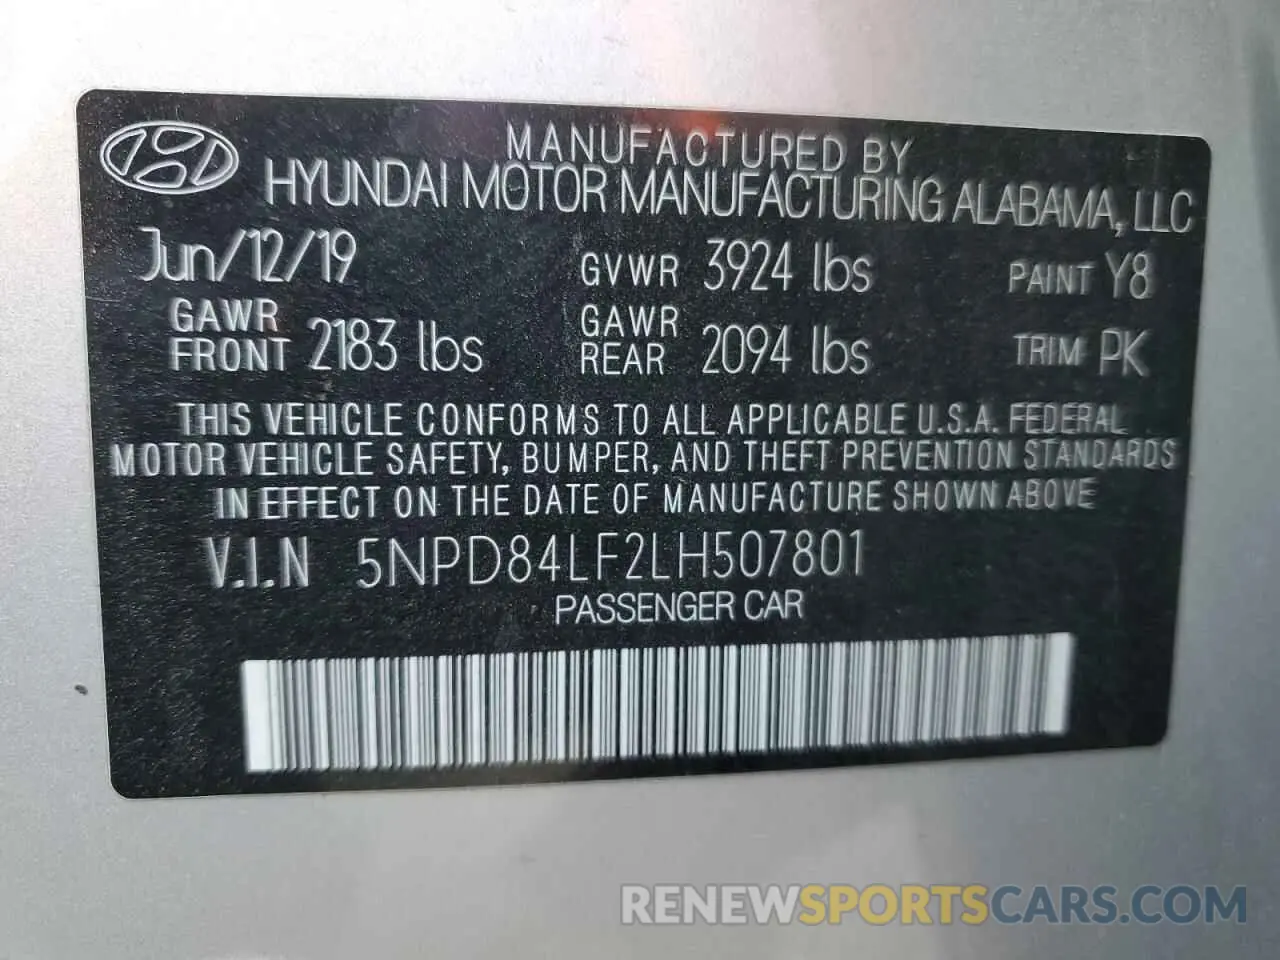 MANUFACTURED BY
HYUNDAI MOTOR MANUFACTURING ALABAMA, LLC
Jun/12/19 GVWR 3924 lbs PAINT Y8
GAWR FRONT 2183 lbs GAWR REAR 2094 lbs TRIM PK
THIS VEHICLE CONFORMS TO ALL APPLICABLE U.S.A. FEDERAL
MOTOR VEHICLE SAFETY, BUMPER, AND THEFT PREVENTION STANDARDS
IN EFFECT ON THE DATE OF MANUFACTURE SHOWN ABOVE
V.I.N 5NPD84LF2LH507801
PASSENGER CAR
RENEWSPORTSCARS.COM